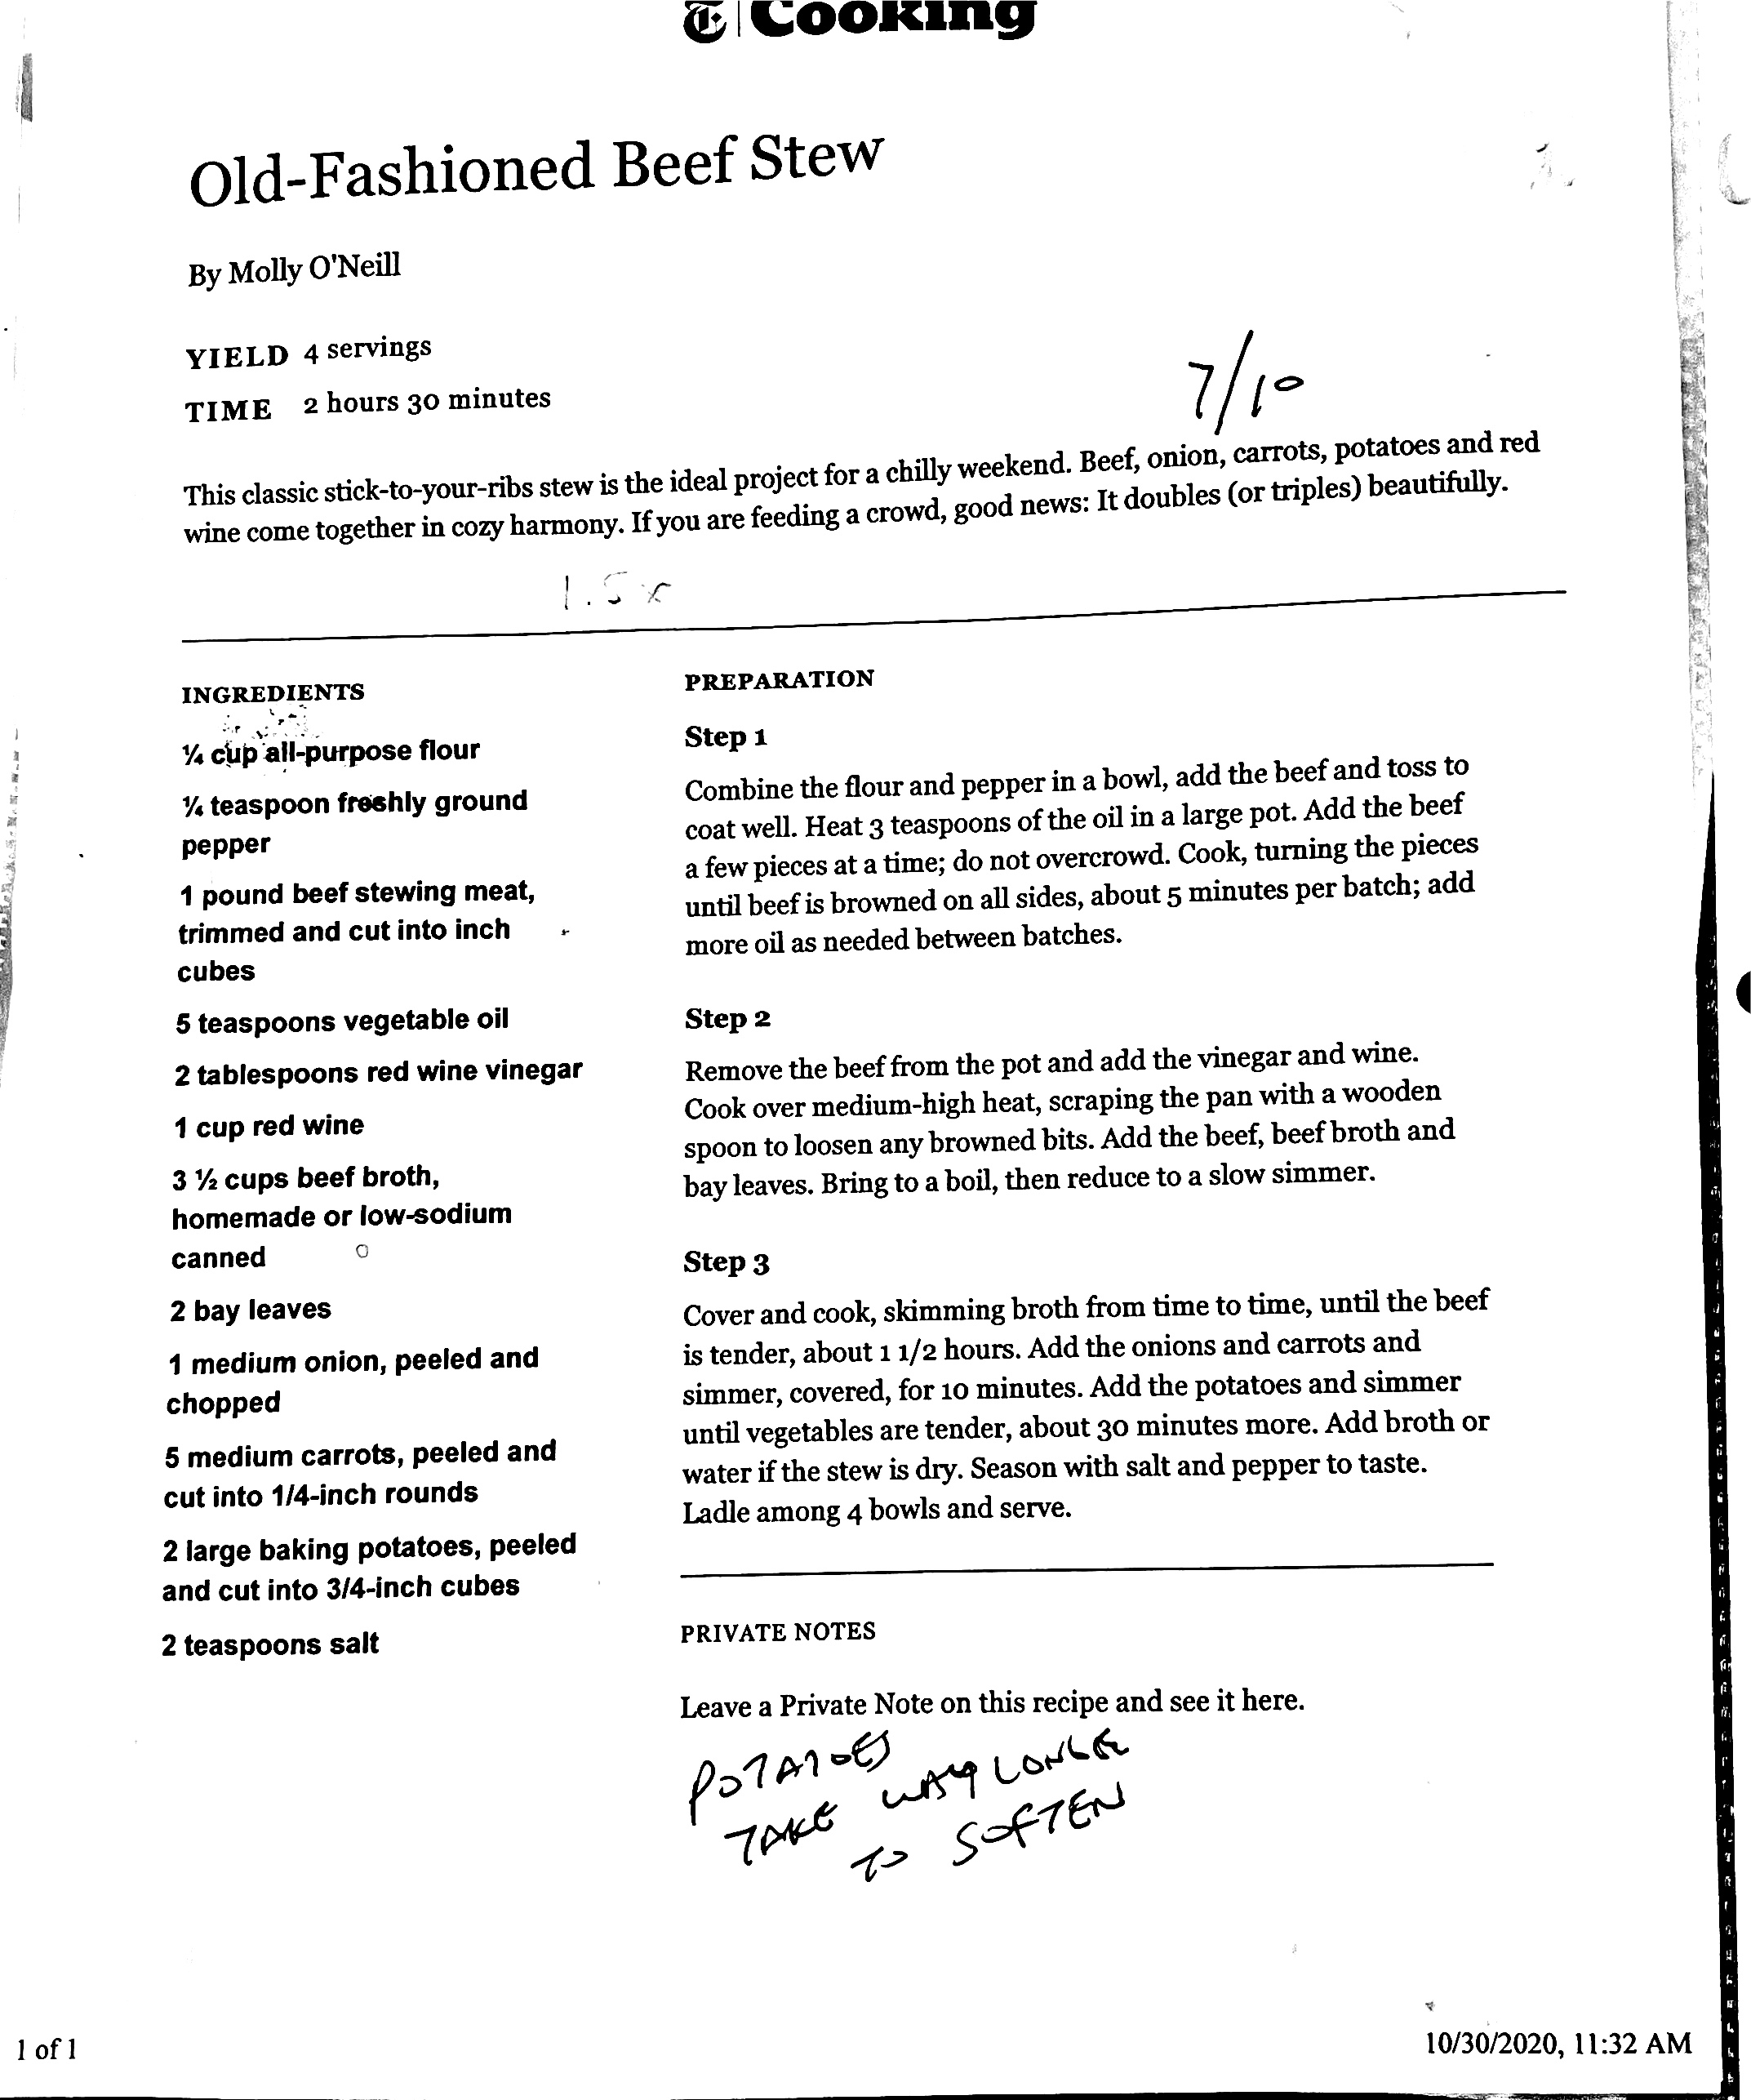 T | Cooking
Old-Fashioned Beef Stew
By Molly O'Neill
YIELD 4 servings
TIME 2 hours 30 minutes
7/10
This classic stick-to-your-ribs stew is the ideal project for a chilly weekend. Beef, onion, carrots, potatoes and red
wine come together in cozy harmony. If you are feeding a crowd, good news: It doubles (or triples) beautifully.
1.5x
INGREDIENTS
¼ cup all-purpose flour
¼ teaspoon freshly ground
pepper
1 pound beef stewing meat,
trimmed and cut into inch
cubes
5 teaspoons vegetable oil
2 tablespoons red wine vinegar
1 cup red wine
3 ½ cups beef broth,
homemade or low-sodium
canned
2 bay leaves
1 medium onion, peeled and
chopped
5 medium carrots, peeled and
cut into 1/4-inch rounds
2 large baking potatoes, peeled
and cut into 3/4-inch cubes
2 teaspoons salt
PREPARATION
Step 1
Combine the flour and pepper in a bowl, add the beef and toss to
coat well. Heat 3 teaspoons of the oil in a large pot. Add the beef
a few pieces at a time; do not overcrowd. Cook, turning the pieces
until beef is browned on all sides, about 5 minutes per batch; add
more oil as needed between batches.
Step 2
Remove the beef from the pot and add the vinegar and wine.
Cook over medium-high heat, scraping the pan with a wooden
spoon to loosen any browned bits. Add the beef, beef broth and
bay leaves. Bring to a boil, then reduce to a slow simmer.
Step 3
Cover and cook, skimming broth from time to time, until the beef
is tender, about 1 1/2 hours. Add the onions and carrots and
simmer, covered, for 10 minutes. Add the potatoes and simmer
until vegetables are tender, about 30 minutes more. Add broth or
water if the stew is dry. Season with salt and pepper to taste.
Ladle among 4 bowls and serve.
PRIVATE NOTES
Leave a Private Note on this recipe and see it here.
POTATOES
TAKE WAY LONGER
TO SOFTEN
1 of 1
10/30/2020, 11:32 AM